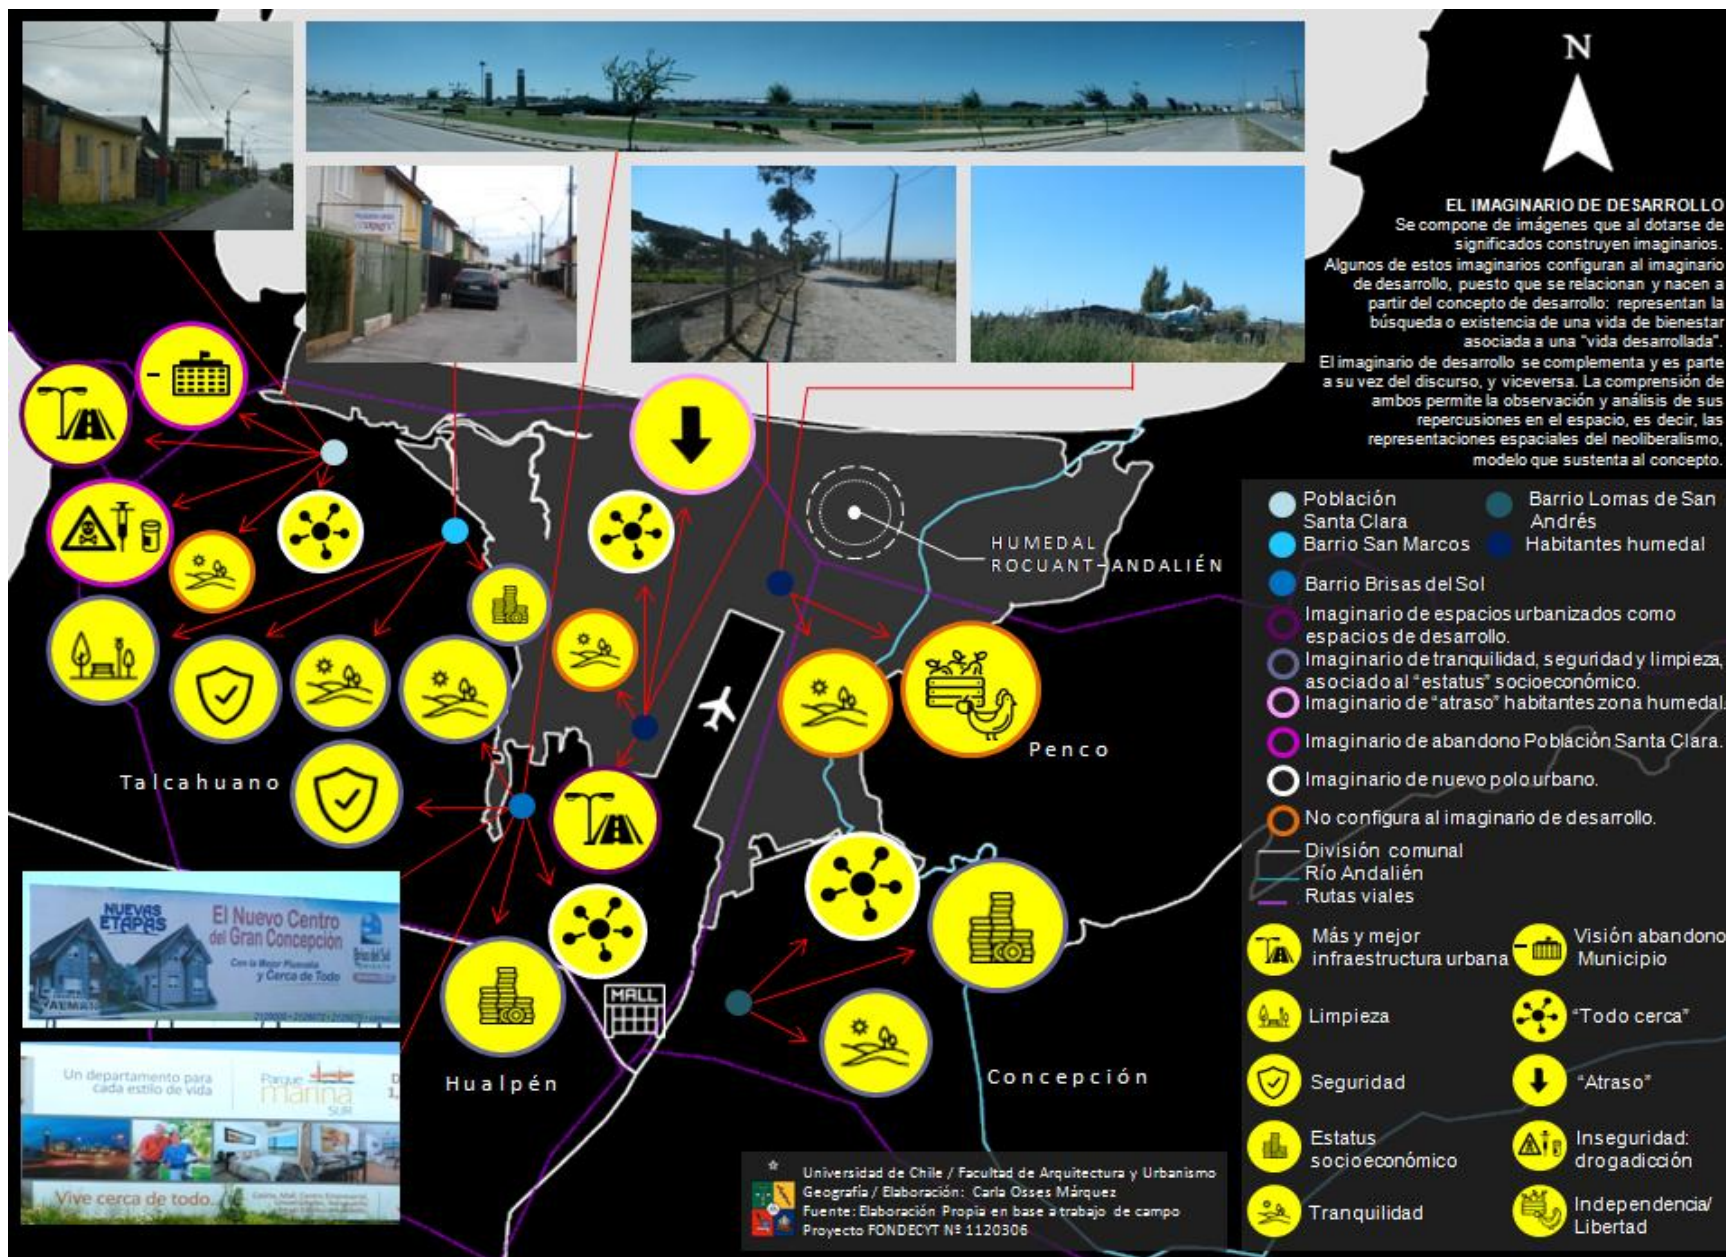 N
EL IMAGINARIO DE DESARROLLO
Se compone de imágenes que al dotarse de
significados construyen imaginarios.
Algunos de estos imaginarios configuran al imaginario
de desarrollo, puesto que se relacionan y nacen a
partir del concepto de desarrollo: representan la
búsqueda o existencia de una vida de bienestar
asociada a una "vida desarrollada".
El imaginario de desarrollo se complementa y es parte
a su vez del discurso, y viceversa. La comprensión de
ambos permite la observación y análisis de sus
repercusiones en el espacio, es decir, las
representaciones espaciales del neoliberalismo,
modelo que sustenta al concepto.
HUMEDAL
ROCUANT-ANDALIÉN
Penco
Talcahuano
Hualpén
Concepción
MALL
NUEVAS
ETAPAS
El Nuevo Centro
del Gran Concepción
Con la Mejor Plusvalía
y Cerca de Todo
Brisas del Sol
Un departamento para
cada estilo de vida
Parque
marina
SUR
Vive cerca de todo...
Población
Santa Clara
Barrio Lomas de San
Andrés
Barrio San Marcos
Habitantes humedal
Barrio Brisas del Sol
Imaginario de espacios urbanizados como
espacios de desarrollo.
Imaginario de tranquilidad, seguridad y limpieza,
asociado al "estatus" socioeconómico.
Imaginario de "atraso" habitantes zona humedal.
Imaginario de abandono Población Santa Clara.
Imaginario de nuevo polo urbano.
No configura al imaginario de desarrollo.
División comunal
Río Andalién
Rutas viales
Más y mejor
infraestructura urbana
Visión abandono
Municipio
Limpieza
"Todo cerca"
Seguridad
"Atraso"
Estatus
socioeconómico
Inseguridad:
drogadicción
Tranquilidad
Independencia/
Libertad
Universidad de Chile / Facultad de Arquitectura y Urbanismo
Geografía / Elaboración: Carla Osses Márquez
Fuente: Elaboración Propia en base a trabajo de campo
Proyecto FONDECYT Nº 1120306